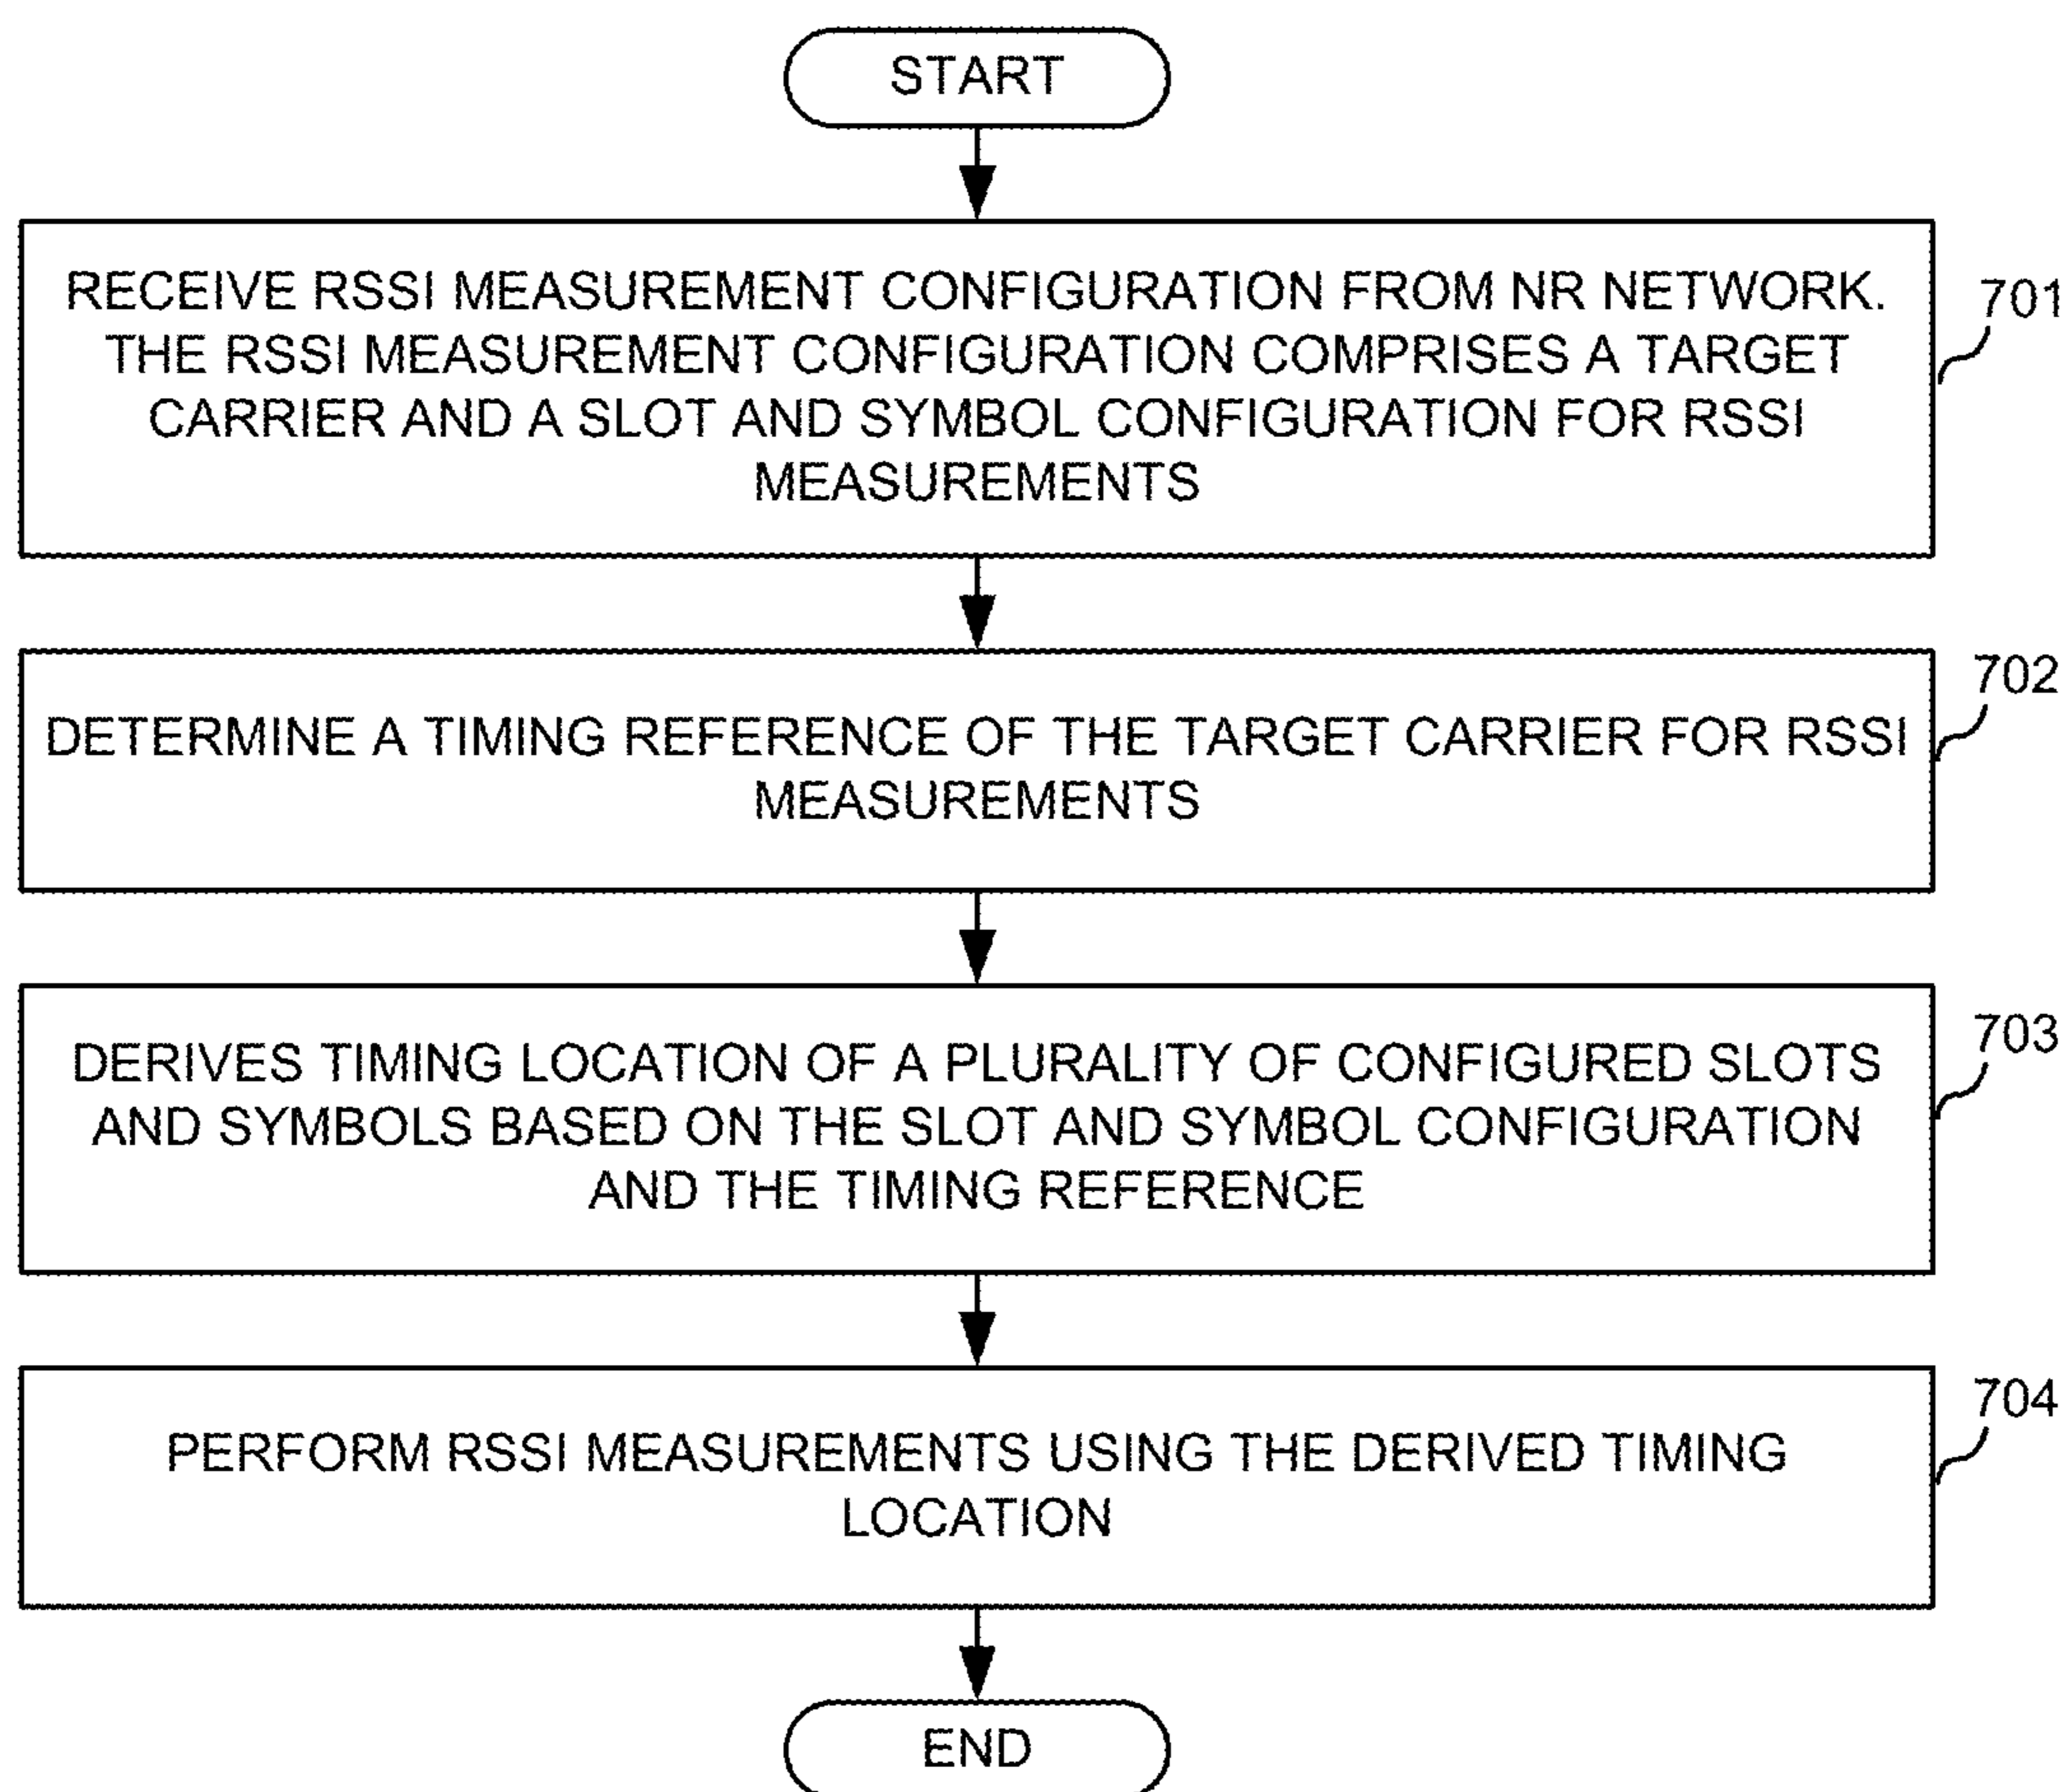 START
RECEIVE RSSI MEASUREMENT CONFIGURATION FROM NR NETWORK.
THE RSSI MEASUREMENT CONFIGURATION COMPRISES A TARGET
CARRIER AND A SLOT AND SYMBOL CONFIGURATION FOR RSSI
MEASUREMENTS
701
DETERMINE A TIMING REFERENCE OF THE TARGET CARRIER FOR RSSI
MEASUREMENTS
702
DERIVES TIMING LOCATION OF A PLURALITY OF CONFIGURED SLOTS
AND SYMBOLS BASED ON THE SLOT AND SYMBOL CONFIGURATION
AND THE TIMING REFERENCE
703
PERFORM RSSI MEASUREMENTS USING THE DERIVED TIMING
LOCATION
704
END